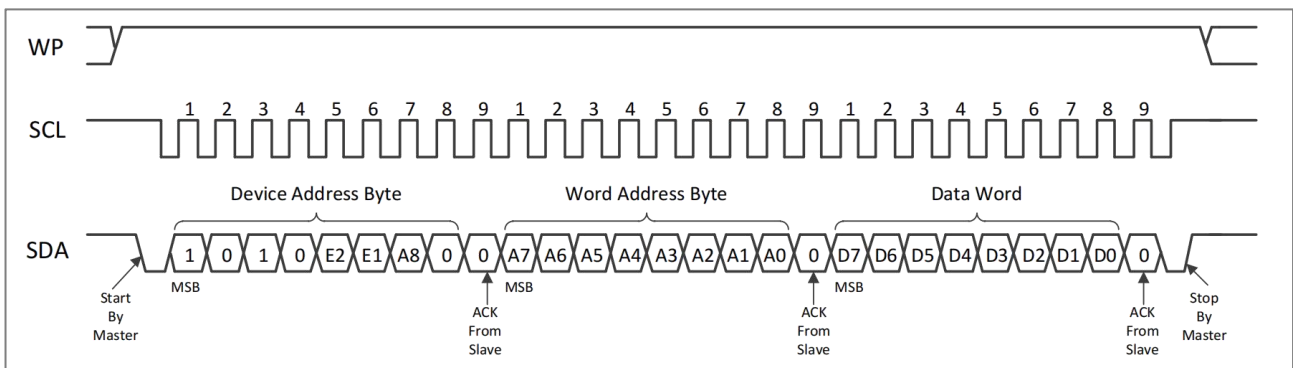 WP
SCL
1 2 3 4 5 6 7 8 9 1 2 3 4 5 6 7 8 9 1 2 3 4 5 6 7 8 9
Device Address Byte Word Address Byte Data Word
SDA
1 0 1 0 E2 E1 A8 0 0 A7 A6 A5 A4 A3 A2 A1 A0 0 D7 D6 D5 D4 D3 D2 D1 D0 0
MSB MSB MSB
Start
By
Master
ACK
From
Slave
ACK
From
Slave
ACK
From
Slave
Stop
By
Master